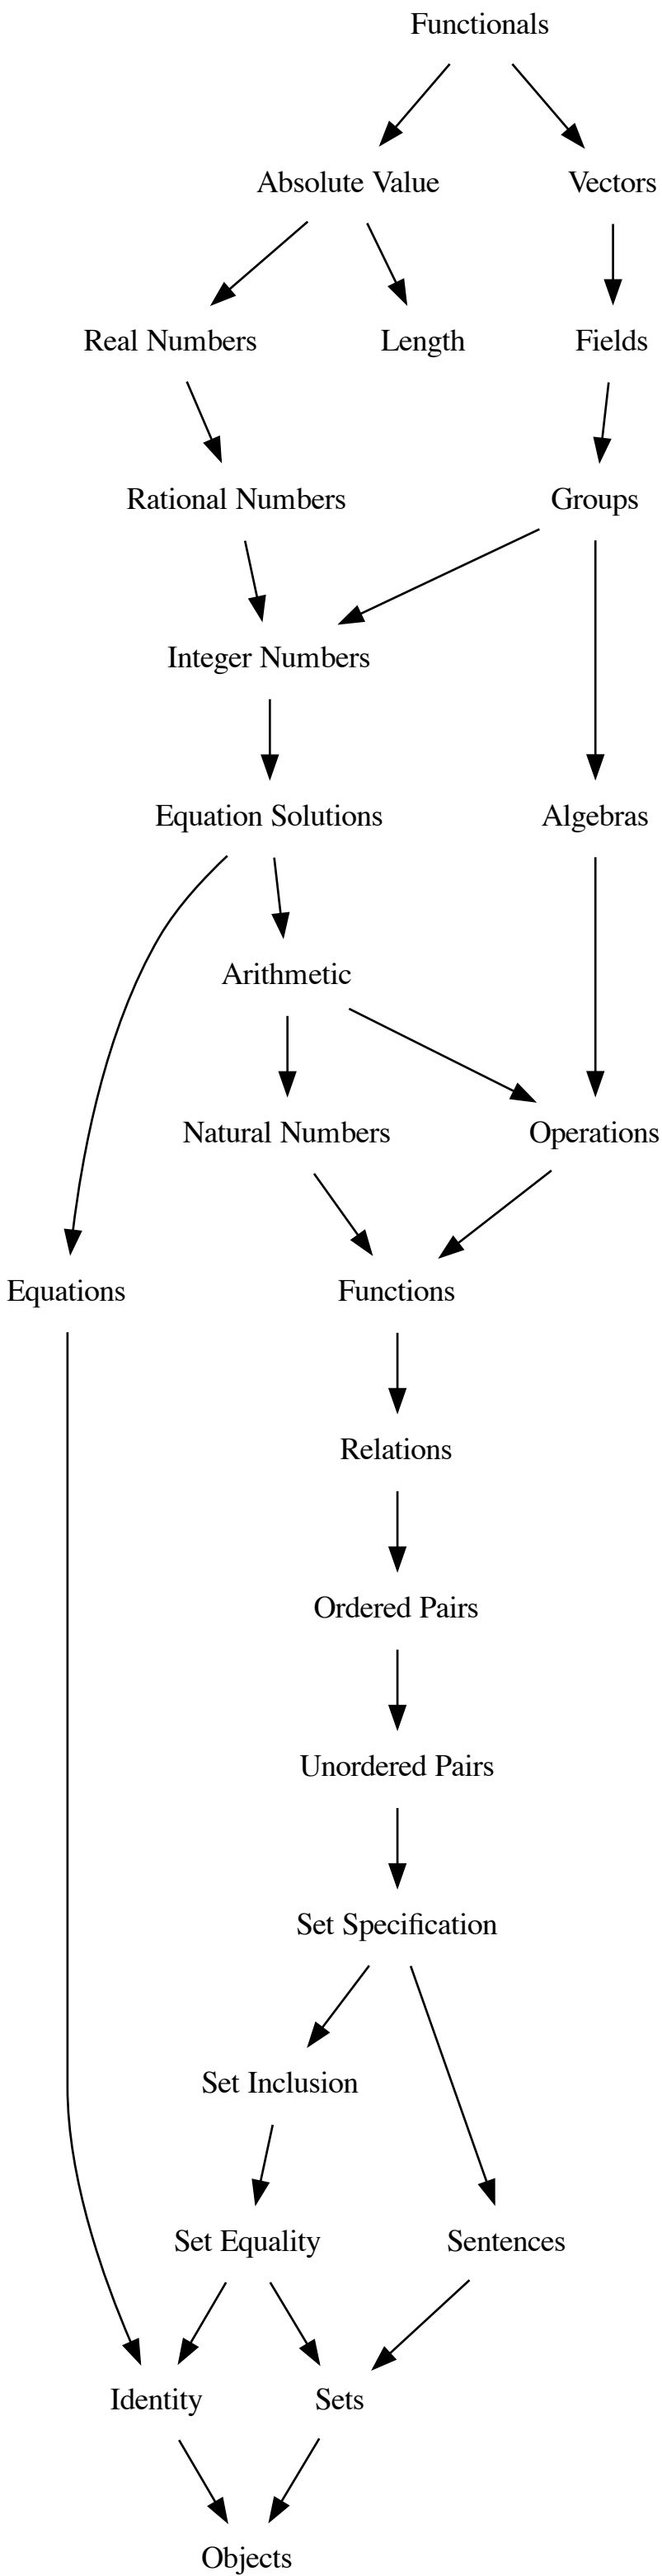 Functionals
Absolute Value
Vectors
Real Numbers
Length
Fields
Rational Numbers
Groups
Integer Numbers
Equation Solutions
Algebras
Arithmetic
Natural Numbers
Operations
Equations
Functions
Relations
Ordered Pairs
Unordered Pairs
Set Specification
Set Inclusion
Set Equality
Sentences
Identity
Sets
Objects